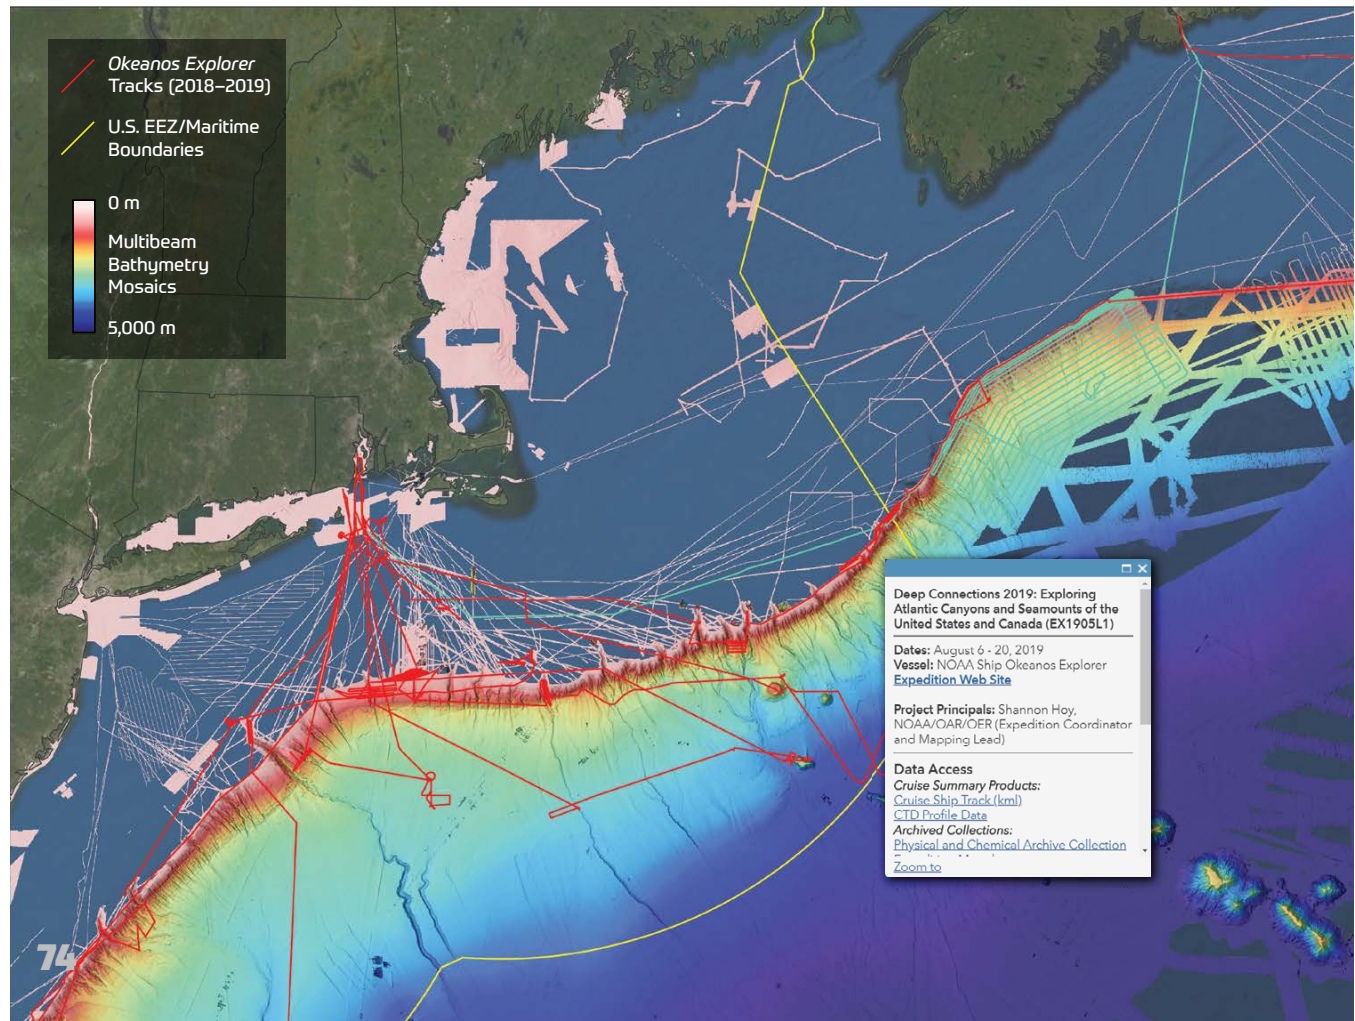 Okeanos Explorer
Tracks (2018–2019)
U.S. EEZ/Maritime
Boundaries
0 m
Multibeam
Bathymetry
Mosaics
5,000 m
Deep Connections 2019: Exploring
Atlantic Canyons and Seamounts of the
United States and Canada (EX1905L1)
Dates: August 6 - 20, 2019
Vessel: NOAA Ship Okeanos Explorer
Expedition Web Site
Project Principals: Shannon Hoy,
NOAA/OAR/OER (Expedition Coordinator
and Mapping Lead)
Data Access
Cruise Summary Products:
Cruise Ship Track (kml)
CTD Profile Data
Archived Collections:
Physical and Chemical Archive Collection
Zoom to
74